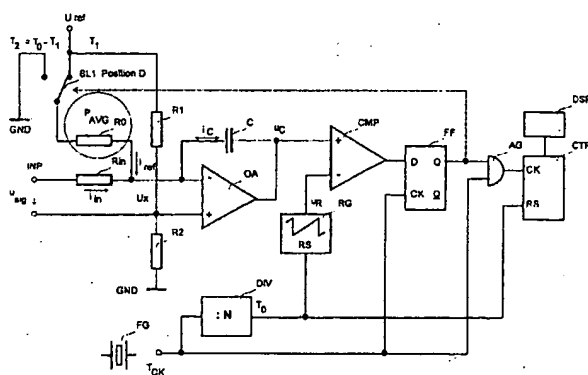 U ref
T2 = T0 - T1
T1
SL1 Position D
GND
P AVG
R0
R1
iC
C
uC
CMP
FF
DSP
CTR
INP
Rin
i ref
iin
OA
D
Q
CK
Q
AG
CK
RS
usig
Ux
R2
uR
RG
RS
GND
DIV
: N
T0
FG
TCK